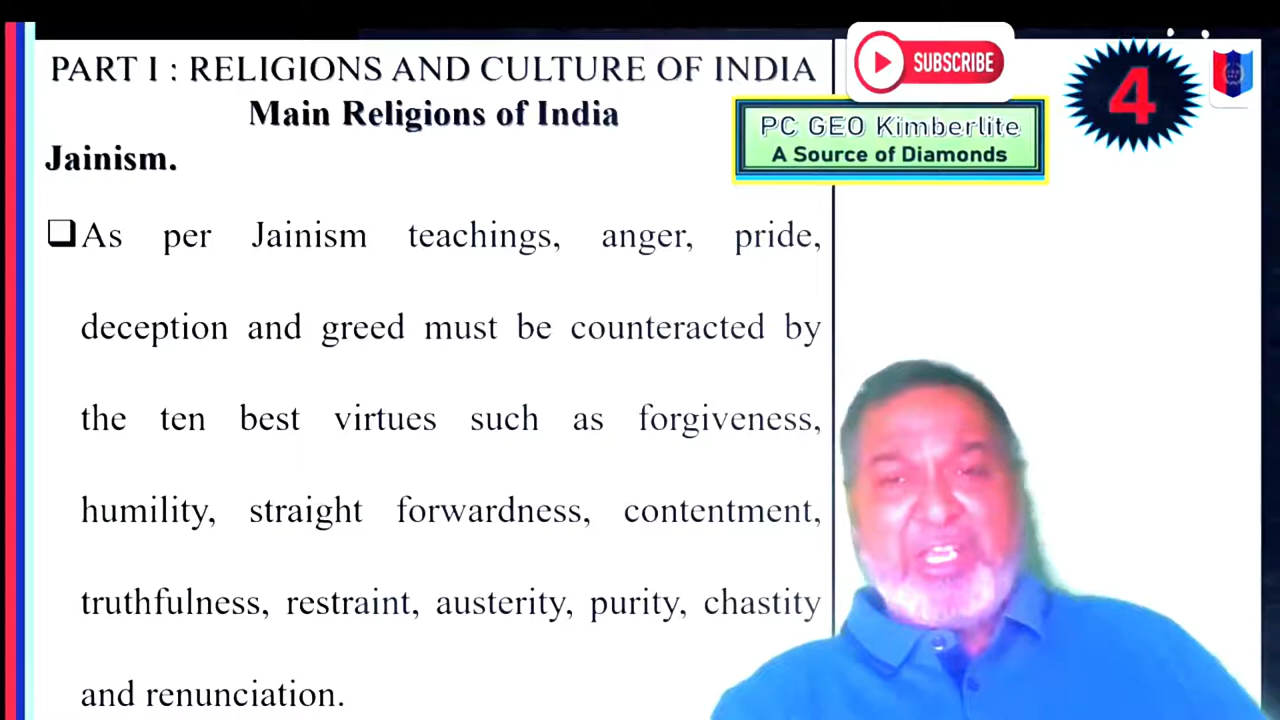 PART I : RELIGIONS AND CULTURE OF INDIA
Main Religions of India
Jainism.
As per Jainism teachings, anger, pride,
deception and greed must be counteracted by
the ten best virtues such as forgiveness,
humility, straight forwardness, contentment,
truthfulness, restraint, austerity, purity, chastity
and renunciation.
SUBSCRIBE
PC GEO Kimberlite
A Source of Diamonds
4